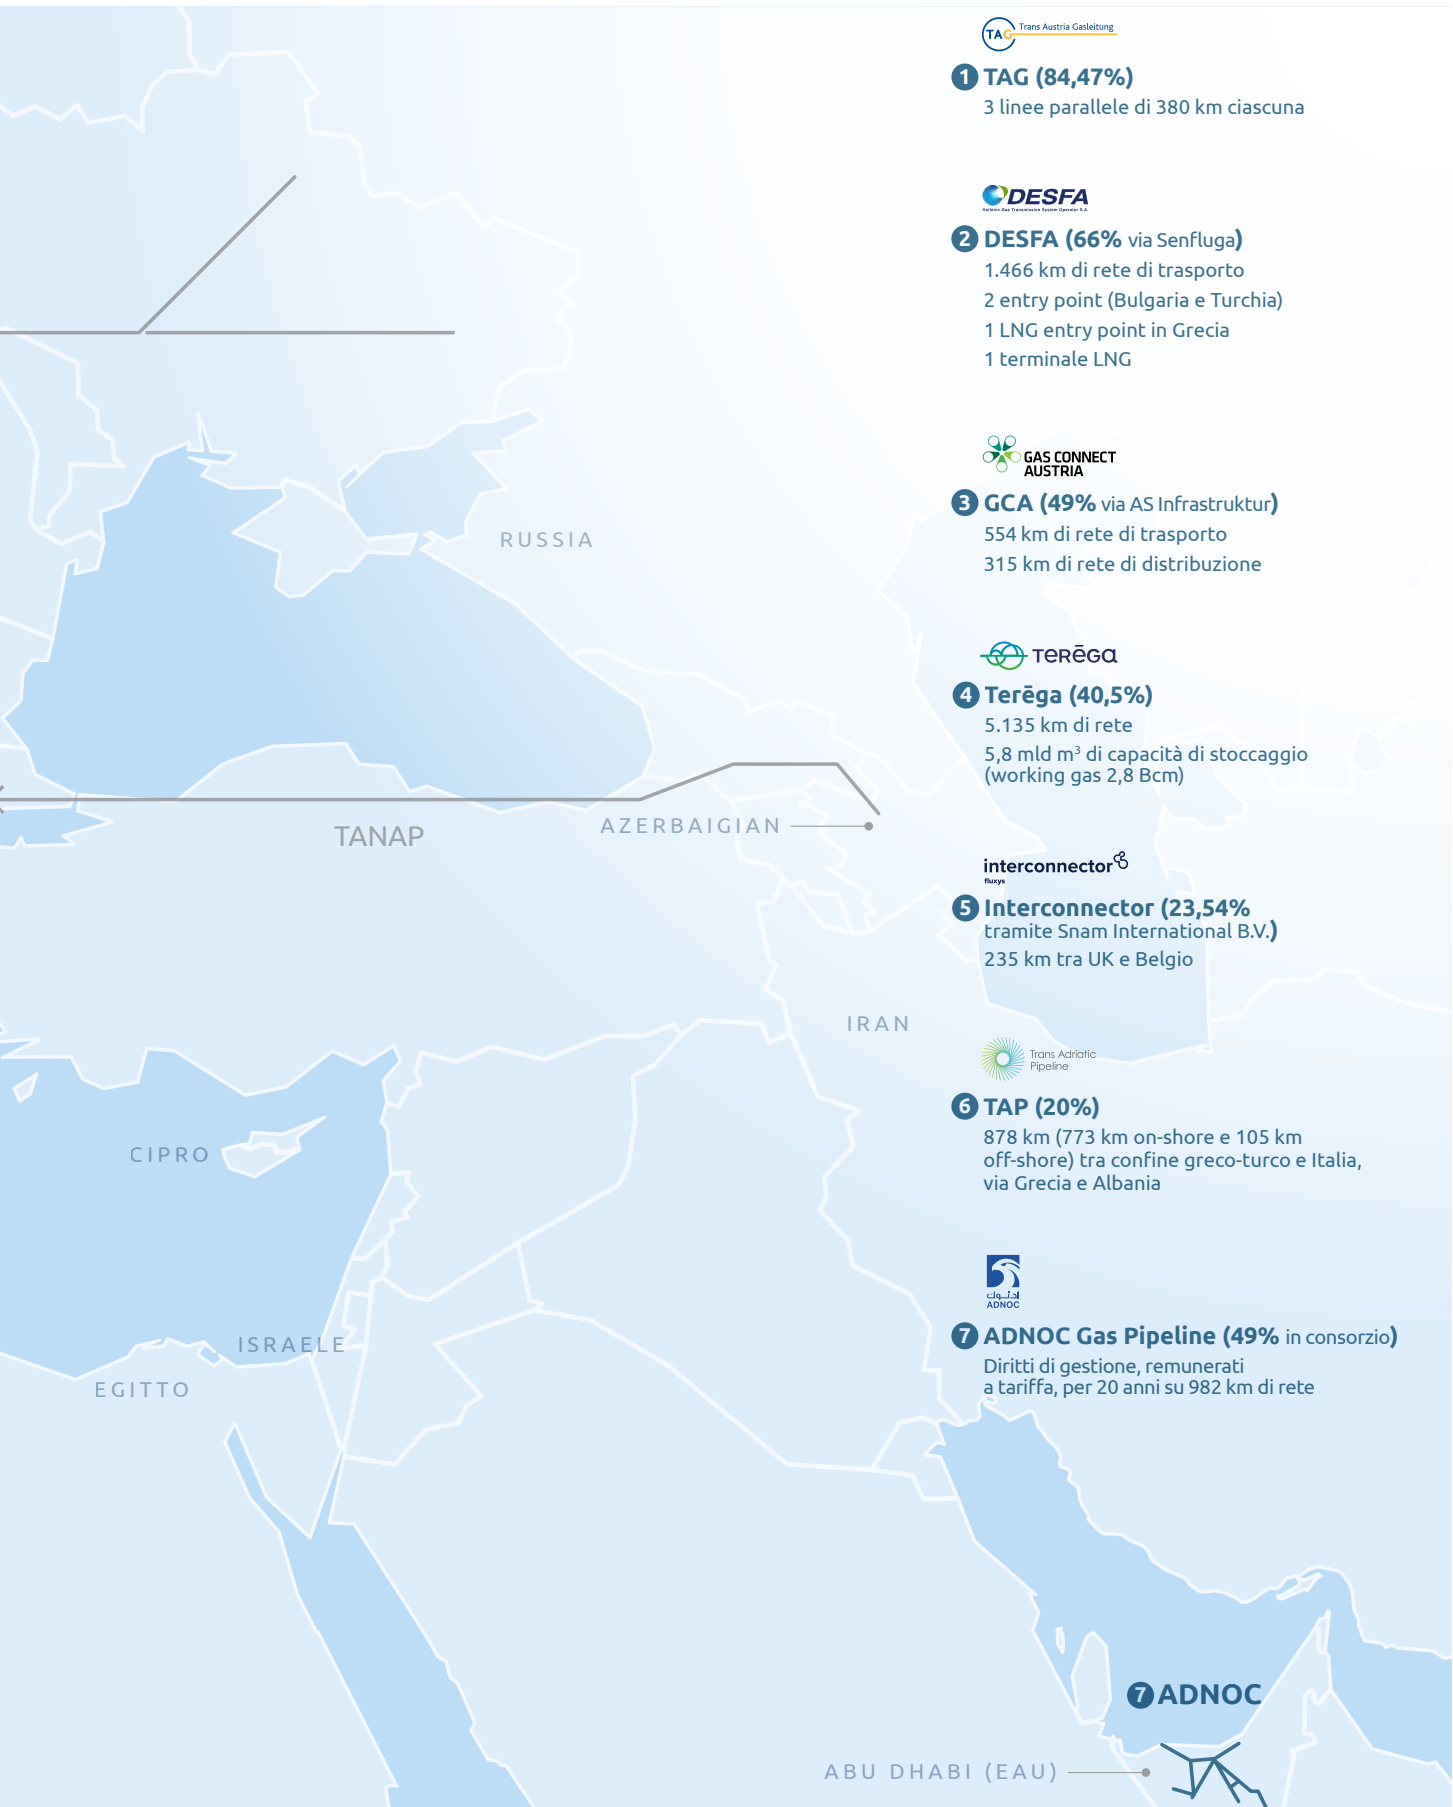 TAG Trans Austria Gasleitung
1 TAG (84,47%)
3 linee parallele di 380 km ciascuna
DESFA
Hellenic Gas Transmission System Operator S.A.
2 DESFA (66% via Senfluga)
1.466 km di rete di trasporto
2 entry point (Bulgaria e Turchia)
1 LNG entry point in Grecia
1 terminale LNG
GAS CONNECT
AUSTRIA
3 GCA (49% via AS Infrastruktur)
554 km di rete di trasporto
315 km di rete di distribuzione
RUSSIA
TERĒGA
4 Terēga (40,5%)
5.135 km di rete
5,8 mld m³ di capacità di stoccaggio
(working gas 2,8 Bcm)
AZERBAIGIAN
TANAP
interconnector
fluxys
5 Interconnector (23,54%
tramite Snam International B.V.)
235 km tra UK e Belgio
IRAN
Trans Adriatic
Pipeline
6 TAP (20%)
878 km (773 km on-shore e 105 km
off-shore) tra confine greco-turco e Italia,
via Grecia e Albania
CIPRO
أدنوك
ADNOC
7 ADNOC Gas Pipeline (49% in consorzio)
Diritti di gestione, remunerati
a tariffa, per 20 anni su 982 km di rete
ISRAELE
EGITTO
7 ADNOC
ABU DHABI (EAU)